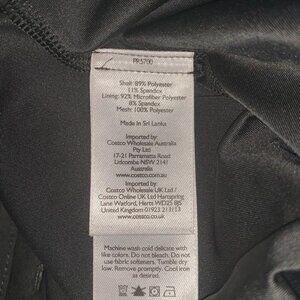 PR5700
Shell: 89% Polyester
11% Spandex
Lining: 92% Microfiber Polyester
8% Spandex
Mesh: 100% Polyester
Made in Sri Lanka
Imported by:
Costco Wholesale Australia
Pty Ltd
17-21 Parramatta Road
Lidcombe NSW 2141
Australia
www.costco.com.au
Imported by:
Costco Wholesale UK Ltd /
Costco Online UK Ltd Hartspring
Lane Watford, Herts WD25 8JS
United Kingdom 01923 213113
www.costco.co.uk
Machine wash cold delicate with
like colors. Do not bleach. Do not
use fabric softeners. Tumble dry
low. Remove promptly. Cool iron
as desired.